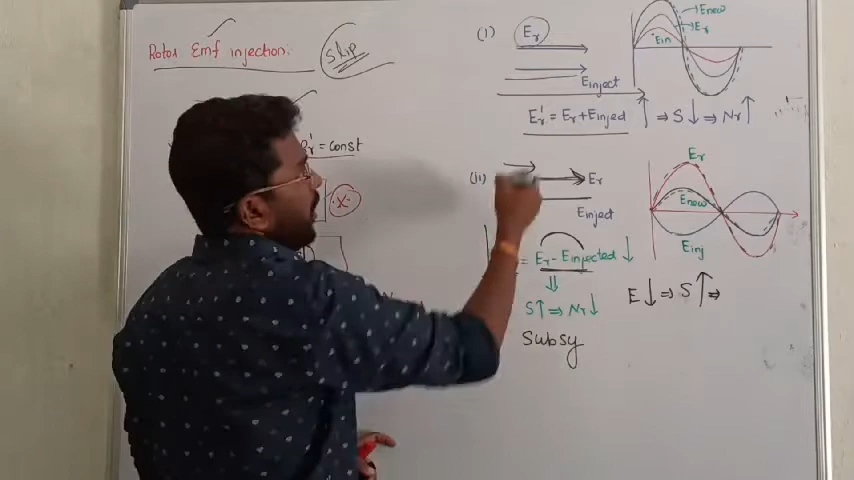 Rotor Emf injection.
Slip
r' = const
X
(i) Er
Einject
Er' = Er + Einjed ↑ ⇒ S ↓ ⇒ Nr ↑
Enew
Er
Ein
(ii) Er
Einject
= Er - Einjected ↓
⇓
S↑ ⇒ Nr↓
Subsy
Er
Enew
Einj
E↓ ⇒ S↑ ⇒